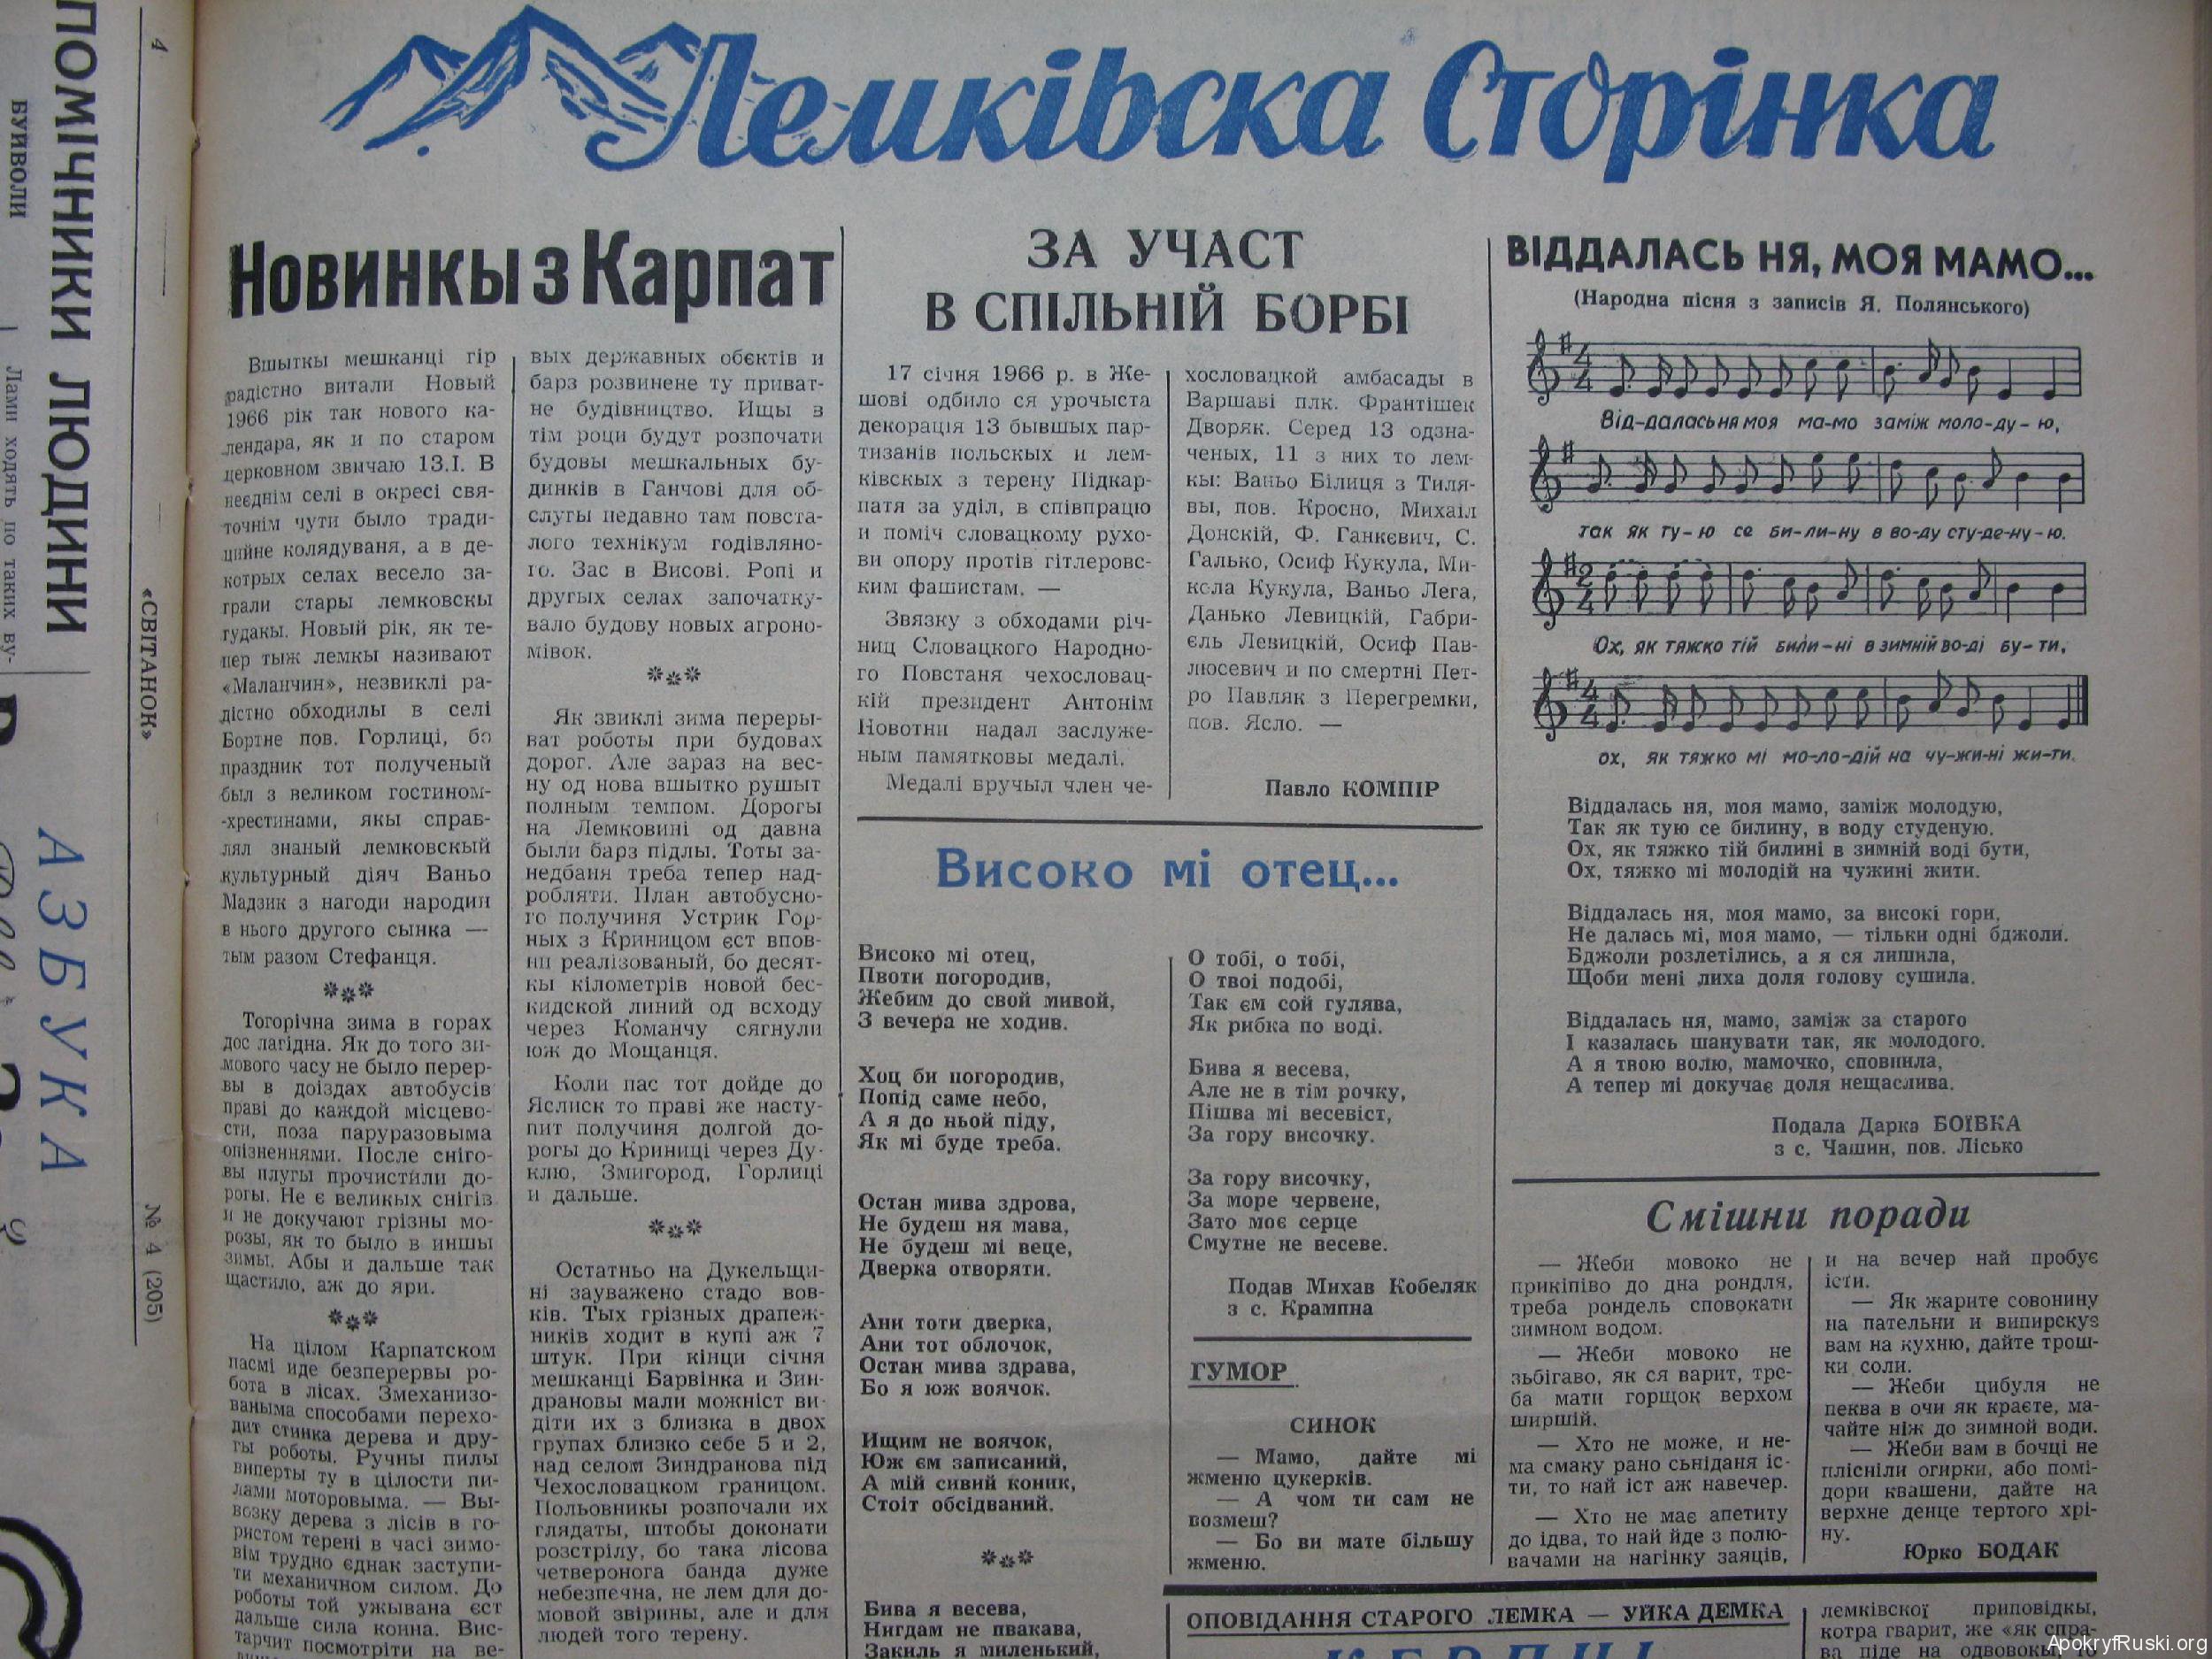 ПОМІЧНИКИ ЛЮДИНИ
БУЙВОЛИ
Лами ходять по таких ву-
АЗБУКА
4
«СВІТАНОК»
№ 4 (205)
Лемківска Сторінка
Новинкы з Карпат
Вшыткы мешканці гір
радістно витали Новый
1966 рік так нового ка-
лендара, як и по старом
церковном звичаю 13.І. В
неєднім селі в окресі свя-
точнім чути было тради-
цийне колядуваня, а в де-
котрых селах весело за-
грали стары лемковскы
гудакы. Новый рік, як те-
пер тыж лемкы называют
«Маланчин», незвиклі ра-
дістно обходилы в селі
Бортне пов. Горлиці, бо
праздник тот полученый
был з великом гостином-
-хрестинами, якы справ-
лял знаный лемковскый
культурный діяч Ваньо
Мадзик з нагоди народин
в нього другого сынка —
тым разом Стефанця.
***
Тогорічна зима в горах
дос лагідна. Як до того зи-
мового часу не было перер-
вы в доїздах автобусів
праві до каждой місцево-
сти, поза паруразовыма
опізненнями. После сніго-
вы плугы прочистили до-
рогы. Не є великых снігів
и не докучают грізны мо-
розы, як то было в иншы
зимы. Абы и дальше так
щастило, аж до яри.
***
На цілом Карпатском
пасмі иде безперервы ро-
бота в лісах. Змеханизо-
ваныма способами перехо-
дит стинка дерева и дру-
гы роботы. Ручны пилы
виперты ту в цілости пи-
лами моторовыма. — Вы-
возку дерева з лісів в го-
ристом терені в часі зимо-
вім трудно єднак заступи-
ти механичном силом. До
роботы той ужывана єст
дальше сила конна. Вис-
тарчит посмотріти на ве-
вых державных обєктів и
барз розвинене ту приват-
не будівництво. Ищы в
тім роци будут розпочати
будовы мешкальных бу-
динків в Ганчові для об-
слугы недавно там повста-
лого технікум годівляно-
го. Зас в Висові. Ропі и
другых селах започатку-
вало будову новых агроно-
мівок.
***
Як звиклі зима переры-
ват роботы при будовах
дорог. Але зараз на вес-
ну од нова вшытко рушыт
полным темпом. Дорогы
на Лемковині од давна
были барз підлы. Тоты за-
недбаня треба тепер над-
робляти. План автобусно-
го получиня Устрик Гор-
ных з Криницом єст впов-
ни реалізованый, бо десят-
кы кілометрів новой бес-
кидской линий од всходу
через Команчу сягнули
юж до Мощанця.
Коли пас тот дойде до
Яслиск то праві же насту-
пит получиня долгой до-
рогы до Криниці через Ду-
клю, Змигород, Горлиці
и дальше.
***
Остатньо на Дукельщи-
ні зауважено стадо вов-
ків. Тых грізных драпеж-
ників ходит в купі аж 7
штук. При кінци січня
мешканці Барвінка и Зин-
драновы мали можніст ви-
діти их з близка в двох
групах близко себе 5 и 2,
над селом Зиндранова під
Чехословацком границом.
Польовникы розпочали их
глядаты, штобы доконати
розстрілу, бо така лісова
четверонога банда дуже
небезпечна, не лем для до-
мовой звірины, але и для
людей того терену.
ЗА УЧАСТ
В СПІЛЬНІЙ БОРБІ
17 січня 1966 р. в Же-
шові одбило ся урочыста
декорація 13 бывшых пар-
тизанів польскых и лем-
ківскых з терену Підкар-
патя за уділ, в співпрацю
и поміч словацкому рухо-
ви опору протів гітлеровс-
ким фашистам. —
Звязку з обходами річ-
ниц Словацкого Народно-
го Повстаня чехословац-
кій президент Антонім
Новотни надал заслуже-
ным памятковы медалі.
Медалі вручыл член че-
хословацкой амбасады в
Варшаві плк. Франтішек
Дворяк. Серед 13 одзна-
ченых, 11 з них то лем-
кы: Ваньо Білиця з Тиля-
вы, пов. Кросно, Михаіл
Донскій, Ф. Ганкєвич, С.
Галько, Осиф Кукула, Ми-
кола Кукула, Ваньо Лега,
Данько Левицкій, Габри-
єль Левицкій, Осиф Пав-
люсевич и по смертні Пет-
ро Павляк з Перегремки,
пов. Ясло. —
Павло КОМПІР
Високо мі отец...
Високо мі отец,
Пвоти погородив,
Жебим до свой мивой,
З вечера не ходив.
Хоц би погородив,
Попід саме небо,
А я до ньой піду,
Як мі буде треба.
Остан мива здрова,
Не будеш ня мава,
Не будеш мі веце,
Дверка отворяти.
Ани тоти дверка,
Ани тот облочок,
Остан мива здрава,
Бо я юж воячок.
Ищим не воячок,
Юж єм записаний,
А мій сивий коник,
Стоіт обсідваний.
***
Бива я весева,
Нигдам не пвакава,
Закиль я миленький,
О тобі, о тобі,
О твоі подобі,
Так єм сой гулява,
Як рибка по воді.
Бива я весева,
Але не в тім рочку,
Пішва мі весевіст,
За гору височку.
За гору височку,
За море червене,
Зато моє серце
Смутне не весеве.
Подав Михав Кобеляк
з с. Крампна
ГУМОР
СИНОК
— Мамо, дайте мі
жменю цукерків.
— А чом ти сам не
возмеш?
— Бо ви мате більшу
жменю.
ВІДДАЛАСЬ НЯ, МОЯ МАМО...
(Народна пісня з записів Я. Полянського)
Від-далась ня моя ма-мо заміж моло-ду-ю,
так як ту-ю се би-ли-ну в во-ду сту-де-ну-ю.
Ох, як тяжко тій били-ні в зимній во-ді бу-ти,
ох, як тяжко мі мо-ло-дій на чу-жи-ні жи-ти.
Віддалась ня, моя мамо, заміж молодую,
Так як тую се билину, в воду студеную.
Ох, як тяжко тій билині в зимній воді бути,
Ох, тяжко мі молодій на чужині жити.
Віддалась ня, моя мамо, за високі гори,
Не далась мі, моя мамо, — тільки одні бджоли.
Бджоли розлетілись, а я ся лишила,
Щоби мені лиха доля голову сушила.
Віддалась ня, мамо, заміж за старого
І казалась шанувати так, як молодого.
А я твою волю, мамочко, сповнила,
А тепер мі докучає доля нещаслива.
Подала Дарка БОЇВКА
з с. Чашин, пов. Лісько
Смішни поради
— Жеби мовоко не
прикіпіво до дна рондля,
треба рондель сповокати
зимном водом.
— Жеби мовоко не
зьбігаво, як ся варит, тре-
ба мати горщок верхом
ширшій.
— Хто не може, и не-
ма смаку рано сьніданя іс-
ти, то най іст аж навечер.
— Хто не має апетиту
до ідва, то най йде з полю-
вачами на нагінку заяців,
и на вечер най пробує
істи.
— Як жарите совонину
на пательни и випирскує
вам на кухню, дайте трош-
ки соли.
— Жеби цибуля не
пеква в очи як краєте, ма-
чайте ніж до зимной води.
— Жеби вам в бочці не
плісніли огирки, або помі-
дори квашени, дайте на
верхне денце тертого хрі-
ну.
Юрко БОДАК
ОПОВІДАННЯ СТАРОГО ЛЕМКА — УЙКА ДЕМКА
КЕРПЦІ
лемківскоі приповідкы,
котра гварит, же «як спра-
ва піде на одвовокы, то
ApokryfRuski.org